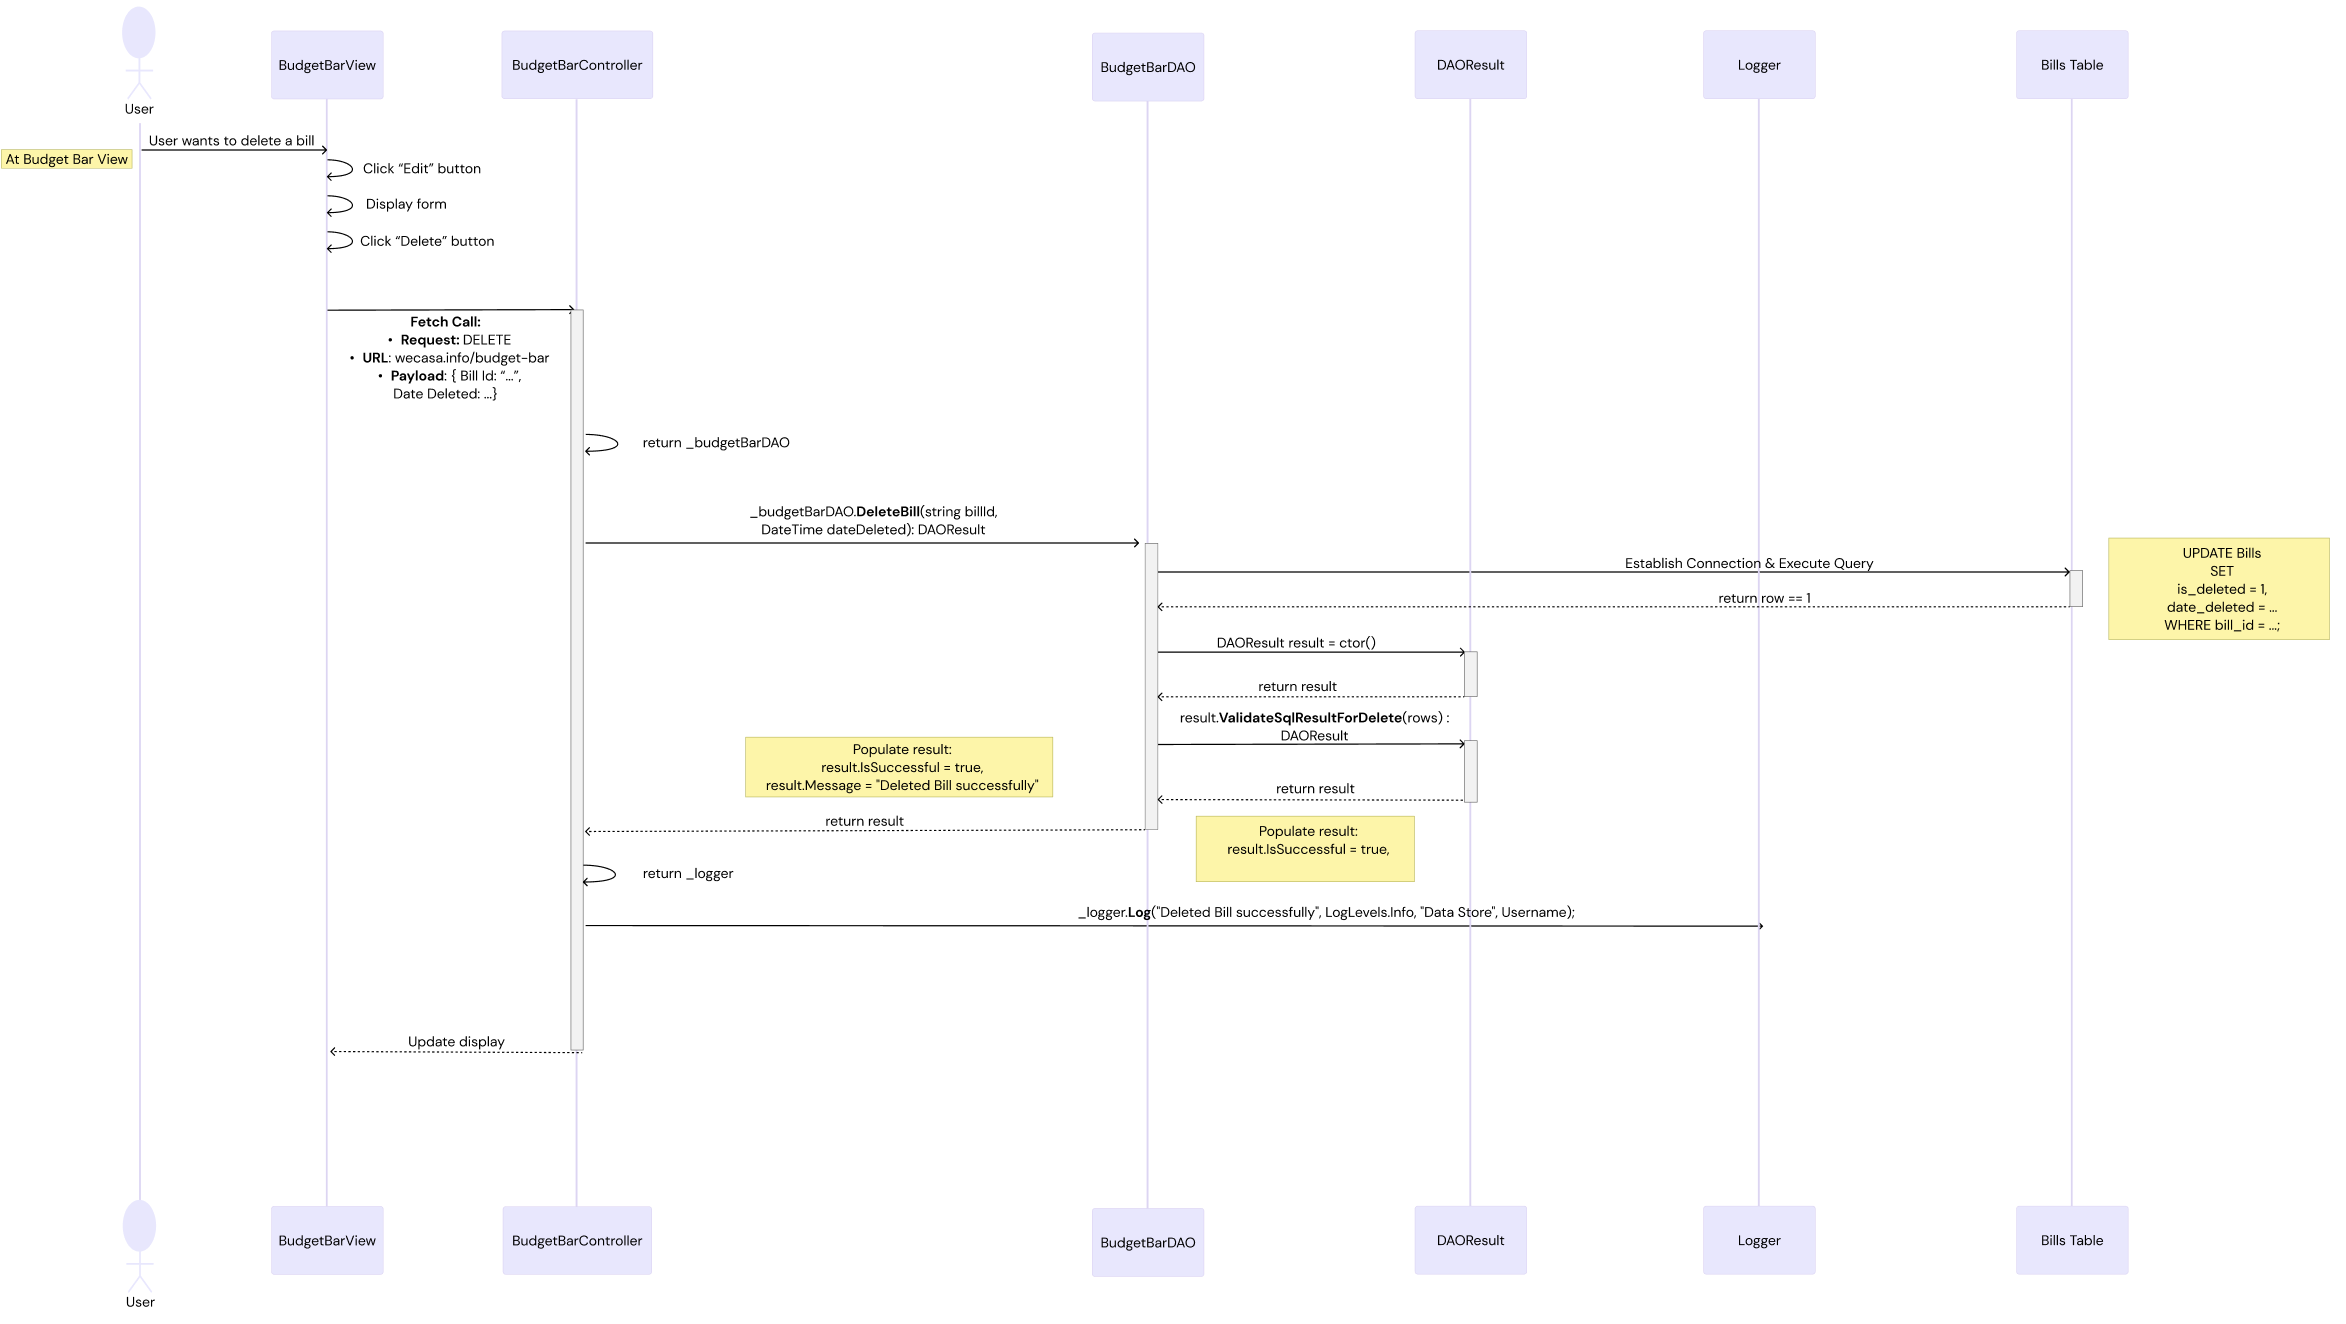 BudgetBarView
BudgetBarController
BudgetBarDAO
DAOResult
Logger
Bills Table
User
User wants to delete a bill
At Budget Bar View
Click “Edit” button
Display form
Click “Delete” button
Fetch Call:
• Request: DELETE
• URL: wecasa.info/budget-bar
• Payload: { Bill Id: “...”,
Date Deleted: ...}
return _budgetBarDAO
_budgetBarDAO.DeleteBill(string billId,
DateTime dateDeleted): DAOResult
Establish Connection & Execute Query
return row == 1
UPDATE Bills
SET
is_deleted = 1,
date_deleted = ...
WHERE bill_id = ...;
DAOResult result = ctor()
return result
result.ValidateSqlResultForDelete(rows) :
DAOResult
Populate result:
result.IsSuccessful = true,
result.Message = "Deleted Bill successfully"
return result
return result
Populate result:
result.IsSuccessful = true,
return _logger
_logger.Log("Deleted Bill successfully", LogLevels.Info, "Data Store", Username);
Update display
BudgetBarView
BudgetBarController
BudgetBarDAO
DAOResult
Logger
Bills Table
User